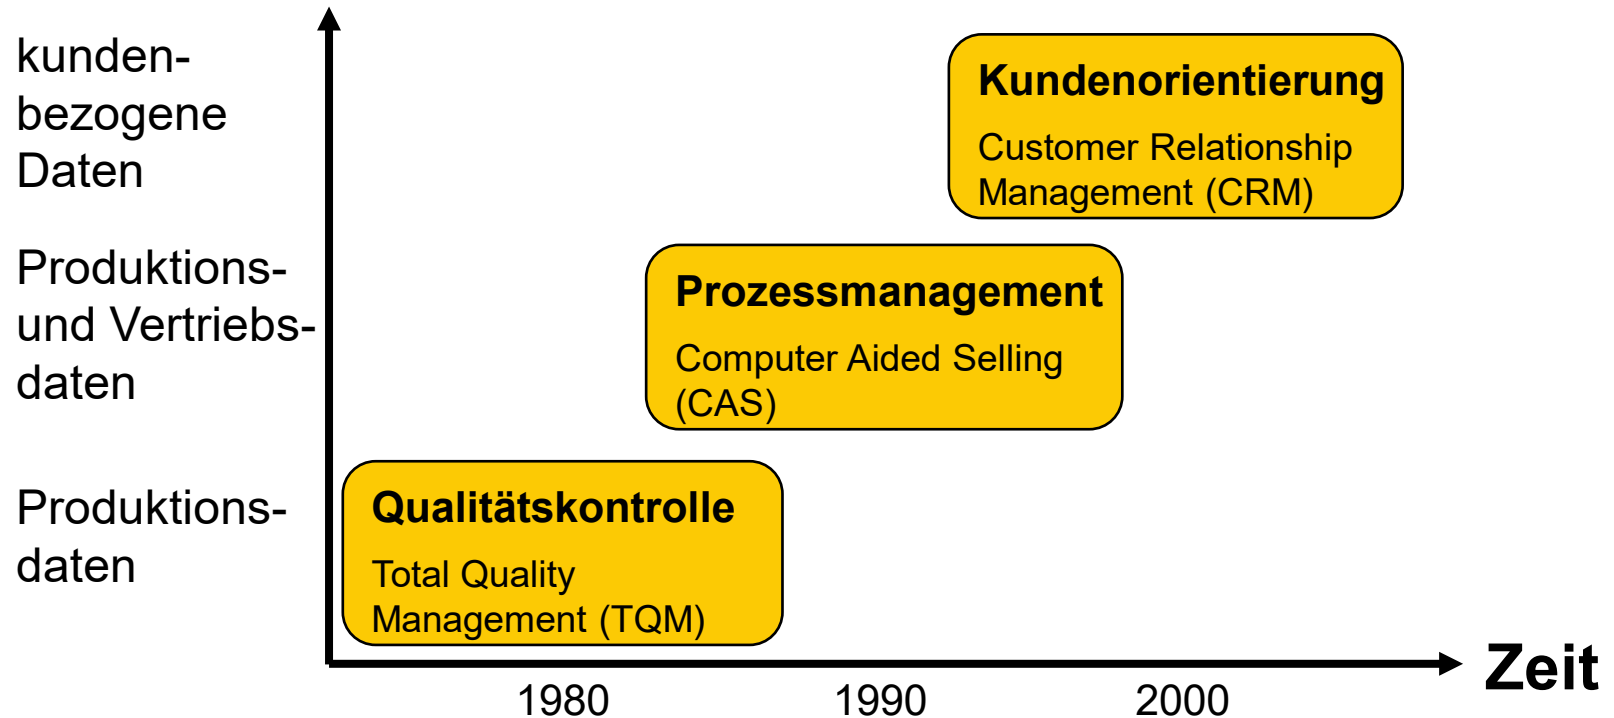 kunden-
bezogene
Daten
Kundenorientierung
Customer Relationship
Management (CRM)
Produktions-
und Vertriebs-
daten
Prozessmanagement
Computer Aided Selling
(CAS)
Produktions-
daten
Qualitätskontrolle
Total Quality
Management (TQM)
Zeit
1980
1990
2000